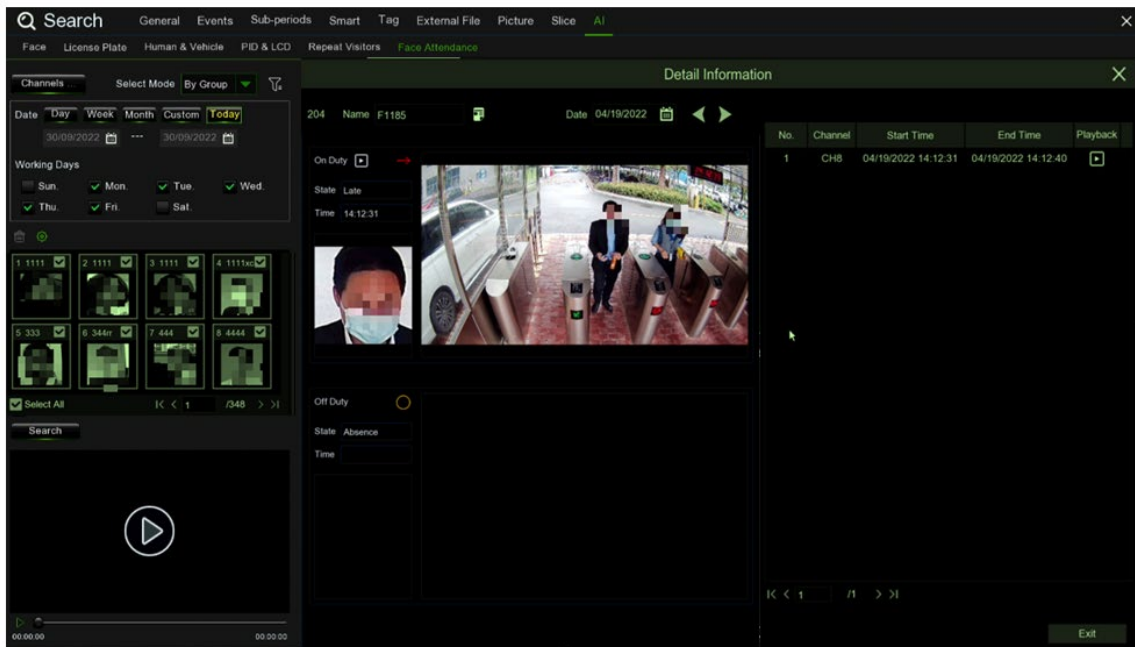 Search General Events Sub-periods Smart Tag External File Picture Slice AI
Face License Plate Human & Vehicle PID & LCD Repeat Visitors Face Attendance
Channels ... Select Mode By Group
Date Day Week Month Custom Today
30/09/2022 --- 30/09/2022
Working Days
Sun. Mon. Tue. Wed.
Thu. Fri. Sat.
1 1111 2 1111 3 1111 4 1111xc
5 333 6 344rr 7 444 8 4444
Select All 1 /348
Search
00:00:00 00:00:00
Detail Information
204 Name F1185 Date 04/19/2022
On Duty
State Late
Time 14:12:31
Off Duty
State Absence
Time
No. Channel Start Time End Time Playback
1 CH8 04/19/2022 14:12:31 04/19/2022 14:12:40
1 /1
Exit